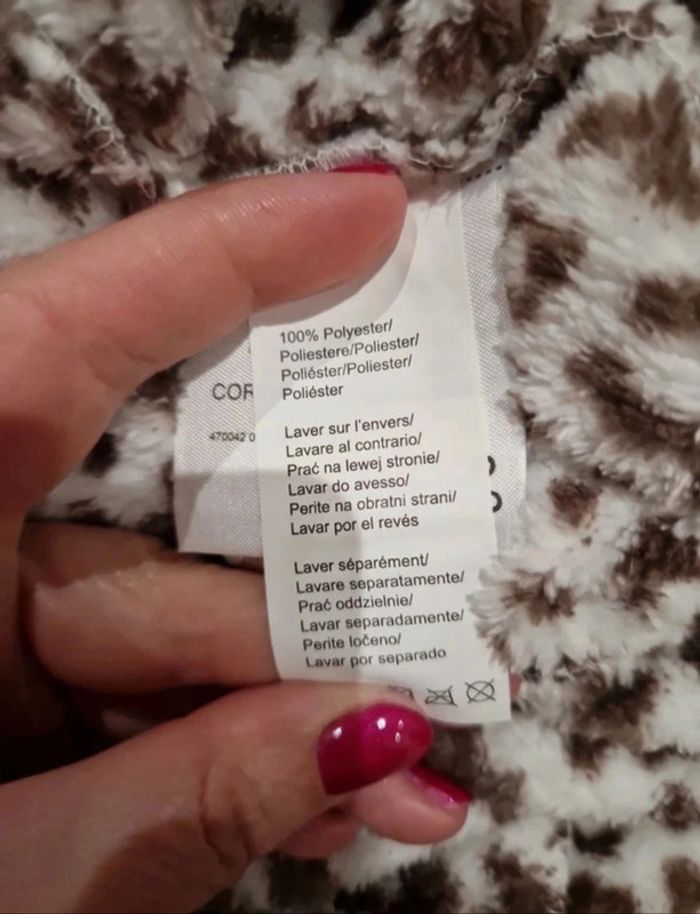 100% Polyester/
Poliestere/Poliester/
Poliéster/Poliester/
Poliéster
Laver sur l'envers/
Lavare al contrario/
Prać na lewej stronie/
Lavar do avesso/
Perite na obratni strani/
Lavar por el revés
Laver séparément/
Lavare separatamente/
Prać oddzielnie/
Lavar separadamente/
Perite ločeno/
Lavar por separado
COR
470042 0